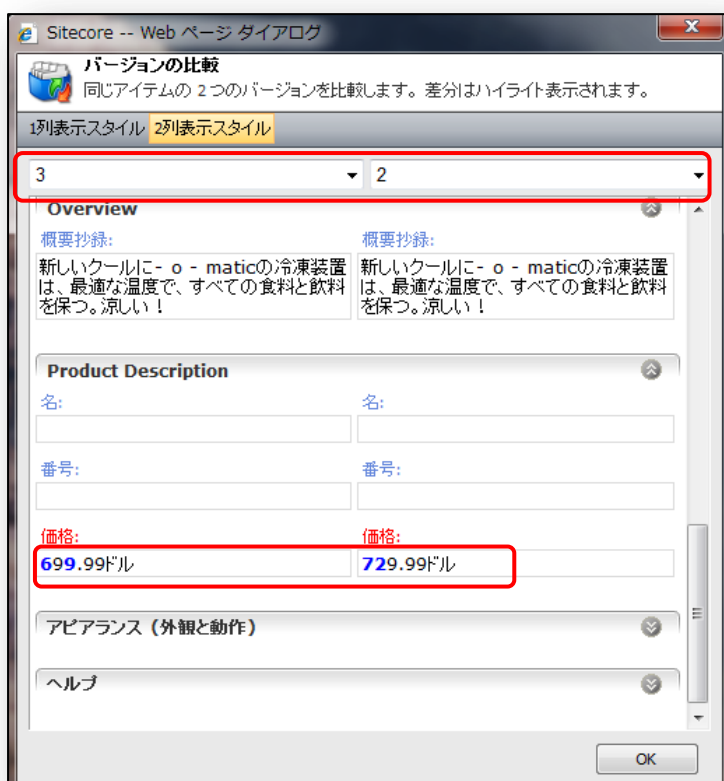 Sitecore -- Web ページ ダイアログ
バージョンの比較
同じアイテムの 2 つのバージョンを比較します。差分はハイライト表示されます。
1列表示スタイル 2列表示スタイル
3 2
Overview
概要抄録: 概要抄録:
新しいクールに- o - maticの冷凍装置 新しいクールに- o - maticの冷凍装置
は、最適な温度で、すべての食料と飲料 は、最適な温度で、すべての食料と飲料
を保つ。涼しい! を保つ。涼しい!
Product Description
名: 名:
番号: 番号:
価格: 価格:
699.99ドル 729.99ドル
アピアランス (外観と動作)
ヘルプ
OK